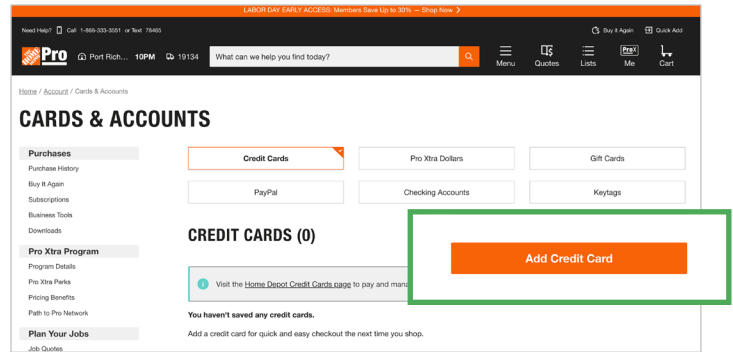 LABOR DAY EARLY ACCESS: Members Save Up to 30% — Shop Now >
Need Help? Call 1-866-333-3551 or Text 78465
Buy it Again
Quick Add
Pro
Port Rich... 10PM
19134
What can we help you find today?
Menu
Quotes
Lists
ProX
Me
Cart
Home / Account / Cards & Accounts
CARDS & ACCOUNTS
Purchases
Purchase History
Buy It Again
Subscriptions
Business Tools
Downloads
Pro Xtra Program
Program Details
Pro Xtra Perks
Pricing Benefits
Path to Pro Network
Plan Your Jobs
Job Quotes
Credit Cards
Pro Xtra Dollars
Gift Cards
PayPal
Checking Accounts
Keytags
CREDIT CARDS (0)
Add Credit Card
Visit the Home Depot Credit Cards page to pay and mana
You haven't saved any credit cards.
Add a credit card for quick and easy checkout the next time you shop.